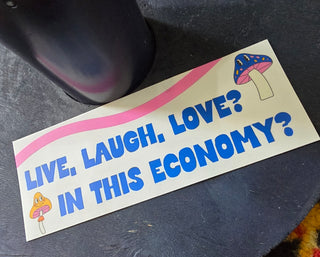 LIVE, LAUGH, LOVE?
IN THIS ECONOMY?